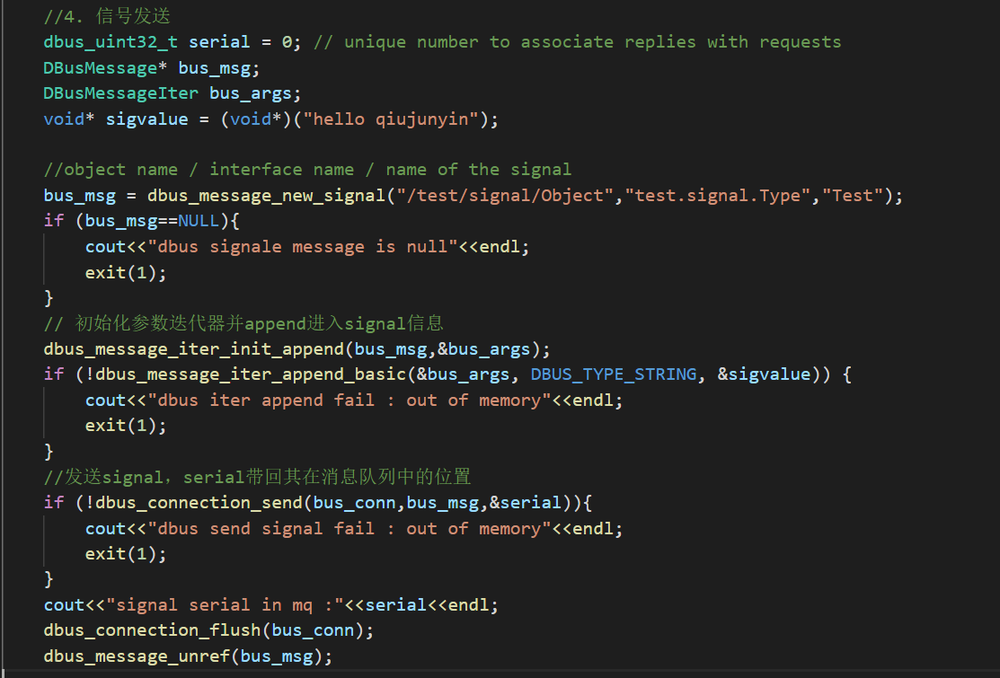 //4. 信号发送
dbus_uint32_t serial = 0; // unique number to associate replies with requests
DBusMessage* bus_msg;
DBusMessageIter bus_args;
void* sigvalue = (void*)("hello qiujunyin");
//object name / interface name / name of the signal
bus_msg = dbus_message_new_signal("/test/signal/Object","test.signal.Type","Test");
if (bus_msg==NULL){
cout<<"dbus signale message is null"<<endl;
exit(1);
}
// 初始化参数迭代器并append进入signal信息
dbus_message_iter_init_append(bus_msg,&bus_args);
if (!dbus_message_iter_append_basic(&bus_args, DBUS_TYPE_STRING, &sigvalue)) {
cout<<"dbus iter append fail : out of memory"<<endl;
exit(1);
}
//发送signal，serial带回其在消息队列中的位置
if (!dbus_connection_send(bus_conn,bus_msg,&serial)){
cout<<"dbus send signal fail : out of memory"<<endl;
exit(1);
}
cout<<"signal serial in mq :"<<serial<<endl;
dbus_connection_flush(bus_conn);
dbus_message_unref(bus_msg);